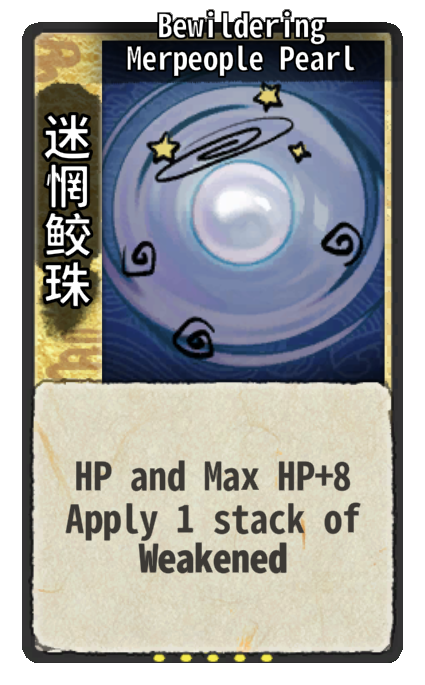 Bewildering
Merpeople Pearl
迷惘鲛珠
HP and Max HP+8
Apply 1 stack of
Weakened